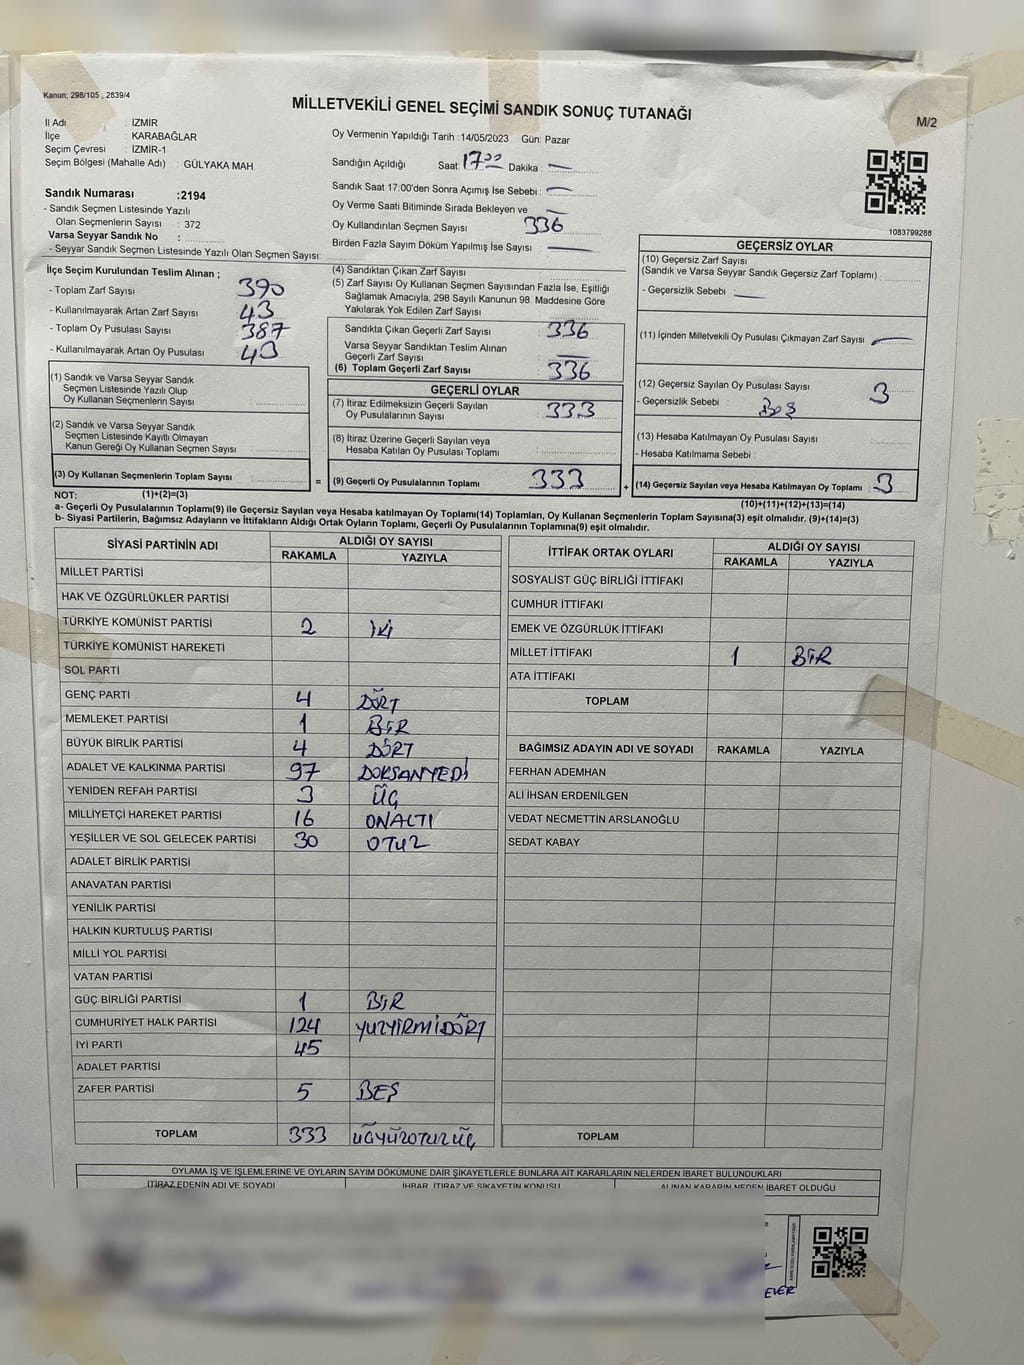 Kanun; 298/105 , 2839/4
MİLLETVEKİLİ GENEL SEÇİMİ SANDIK SONUÇ TUTANAĞI
M/2
İl Adı : İZMİR
İlçe : KARABAĞLAR
Seçim Çevresi : İZMİR-1
Seçim Bölgesi (Mahalle Adı) : GÜLYAKA MAH.
Sandık Numarası :2194
- Sandık Seçmen Listesinde Yazılı
Olan Seçmenlerin Sayısı : 372
Varsa Seyyar Sandık No :
- Seyyar Sandık Seçmen Listesinde Yazılı Olan Seçmen Sayısı:
Oy Vermenin Yapıldığı Tarih :14/05/2023 Gün: Pazar
Sandığın Açıldığı Saat: 17:00 Dakika : —
Sandık Saat 17:00'den Sonra Açımış İse Sebebi : —
Oy Verme Saati Bitiminde Sırada Bekleyen ve —
Oy Kullandırılan Seçmen Sayısı 336
Birden Fazla Sayım Döküm Yapılmış İse Sayısı : —
1083799288
İlçe Seçim Kurulundan Teslim Alınan ;
- Toplam Zarf Sayısı 390
- Kullanılmayarak Artan Zarf Sayısı 43
- Toplam Oy Pusulası Sayısı 387
- Kullanılmayarak Artan Oy Pusulası 43
(4) Sandıktan Çıkan Zarf Sayısı :
(5) Zarf Sayısı Oy Kullanan Seçmen Sayısından Fazla İse, Eşitliği
Sağlamak Amacıyla, 298 Sayılı Kanunun 98. Maddesine Göre
Yakılarak Yok Edilen Zarf Sayısı :
Sandıkta Çıkan Geçerli Zarf Sayısı : 336
Varsa Seyyar Sandıktan Teslim Alınan
Geçerli Zarf Sayısı : —
(6) Toplam Geçerli Zarf Sayısı : 336
GEÇERSİZ OYLAR
(10) Geçersiz Zarf Sayısı
(Sandık ve Varsa Seyyar Sandık Geçersiz Zarf Toplamı) :
- Geçersizlik Sebebi : —
(11) İçinden Milletvekili Oy Pusulası Çıkmayan Zarf Sayısı : —
(12) Geçersiz Sayılan Oy Pusulası Sayısı : 3
- Geçersizlik Sebebi : Boş
(13) Hesaba Katılmayan Oy Pusulası Sayısı :
- Hesaba Katılmama Sebebi :
(14) Geçersiz Sayılan veya Hesaba Katılmayan Oy Toplamı : 3
(1) Sandık ve Varsa Seyyar Sandık
Seçmen Listesinde Yazılı Olup
Oy Kullanan Seçmenlerin Sayısı :
(2) Sandık ve Varsa Seyyar Sandık
Seçmen Listesinde Kayıtlı Olmayan
Kanun Gereği Oy Kullanan Seçmen Sayısı :
(3) Oy Kullanan Seçmenlerin Toplam Sayısı : =
GEÇERLİ OYLAR
(7) İtiraz Edilmeksizin Geçerli Sayılan
Oy Pusulalarının Sayısı : 333
(8) İtiraz Üzerine Geçerli Sayılan veya
Hesaba Katılan Oy Pusulası Toplamı :
(9) Geçerli Oy Pusulalarının Toplamı : 333 +
NOT: (1)+(2)=(3)
(10)+(11)+(12)+(13)=(14)
a- Geçerli Oy Pusulalarının Toplamı(9) ile Geçersiz Sayılan veya Hesaba katılmayan Oy Toplamı(14) Toplamları, Oy Kullanan Seçmenlerin Toplam Sayısına(3) eşit olmalıdır. (9)+(14)=(3)
b- Siyasi Partilerin, Bağımsız Adayların ve İttifakların Aldığı Ortak Oyların Toplamı, Geçerli Oy Pusulalarının Toplamına(9) eşit olmalıdır.
SİYASİ PARTİNİN ADI ALDIĞI OY SAYISI
RAKAMLA YAZIYLA
MİLLET PARTİSİ
HAK VE ÖZGÜRLÜKLER PARTİSİ
TÜRKİYE KOMÜNİST PARTİSİ 2 İKİ
TÜRKİYE KOMÜNİST HAREKETİ
SOL PARTİ
GENÇ PARTİ 4 DÖRT
MEMLEKET PARTİSİ 1 BİR
BÜYÜK BİRLİK PARTİSİ 4 DÖRT
ADALET VE KALKINMA PARTİSİ 97 DOKSANYEDİ
YENİDEN REFAH PARTİSİ 3 ÜÇ
MİLLİYETÇİ HAREKET PARTİSİ 16 ONALTI
YEŞİLLER VE SOL GELECEK PARTİSİ 30 OTUZ
ADALET BİRLİK PARTİSİ
ANAVATAN PARTİSİ
YENİLİK PARTİSİ
HALKIN KURTULUŞ PARTİSİ
MİLLİ YOL PARTİSİ
VATAN PARTİSİ
GÜÇ BİRLİĞİ PARTİSİ 1 BİR
CUMHURİYET HALK PARTİSİ 124 YUZYİRMİDÖRT
İYİ PARTİ 45
ADALET PARTİSİ
ZAFER PARTİSİ 5 BEŞ
TOPLAM 333 ÜÇYÜZOTUZÜÇ
İTTİFAK ORTAK OYLARI ALDIĞI OY SAYISI
RAKAMLA YAZIYLA
SOSYALİST GÜÇ BİRLİĞİ İTTİFAKI
CUMHUR İTTİFAKI
EMEK VE ÖZGÜRLÜK İTTİFAKI
MİLLET İTTİFAKI 1 BİR
ATA İTTİFAKI
TOPLAM
BAĞIMSIZ ADAYIN ADI VE SOYADI RAKAMLA YAZIYLA
FERHAN ADEMHAN
ALİ İHSAN ERDENİLGEN
VEDAT NECMETTİN ARSLANOĞLU
SEDAT KABAY
TOPLAM
OYLAMA İŞ VE İŞLEMLERİNE VE OYLARIN SAYIM DÖKÜMÜNE DAİR ŞİKAYETLERLE BUNLARA AİT KARARLARIN NELERDEN İBARET BULUNDUKLARI
İTİRAZ EDENİN ADI VE SOYADI İHBAR, İTİRAZ VE ŞİKAYETİN KONUSU ALINAN KARARIN NEDEN İBARET OLDUĞU
EVER